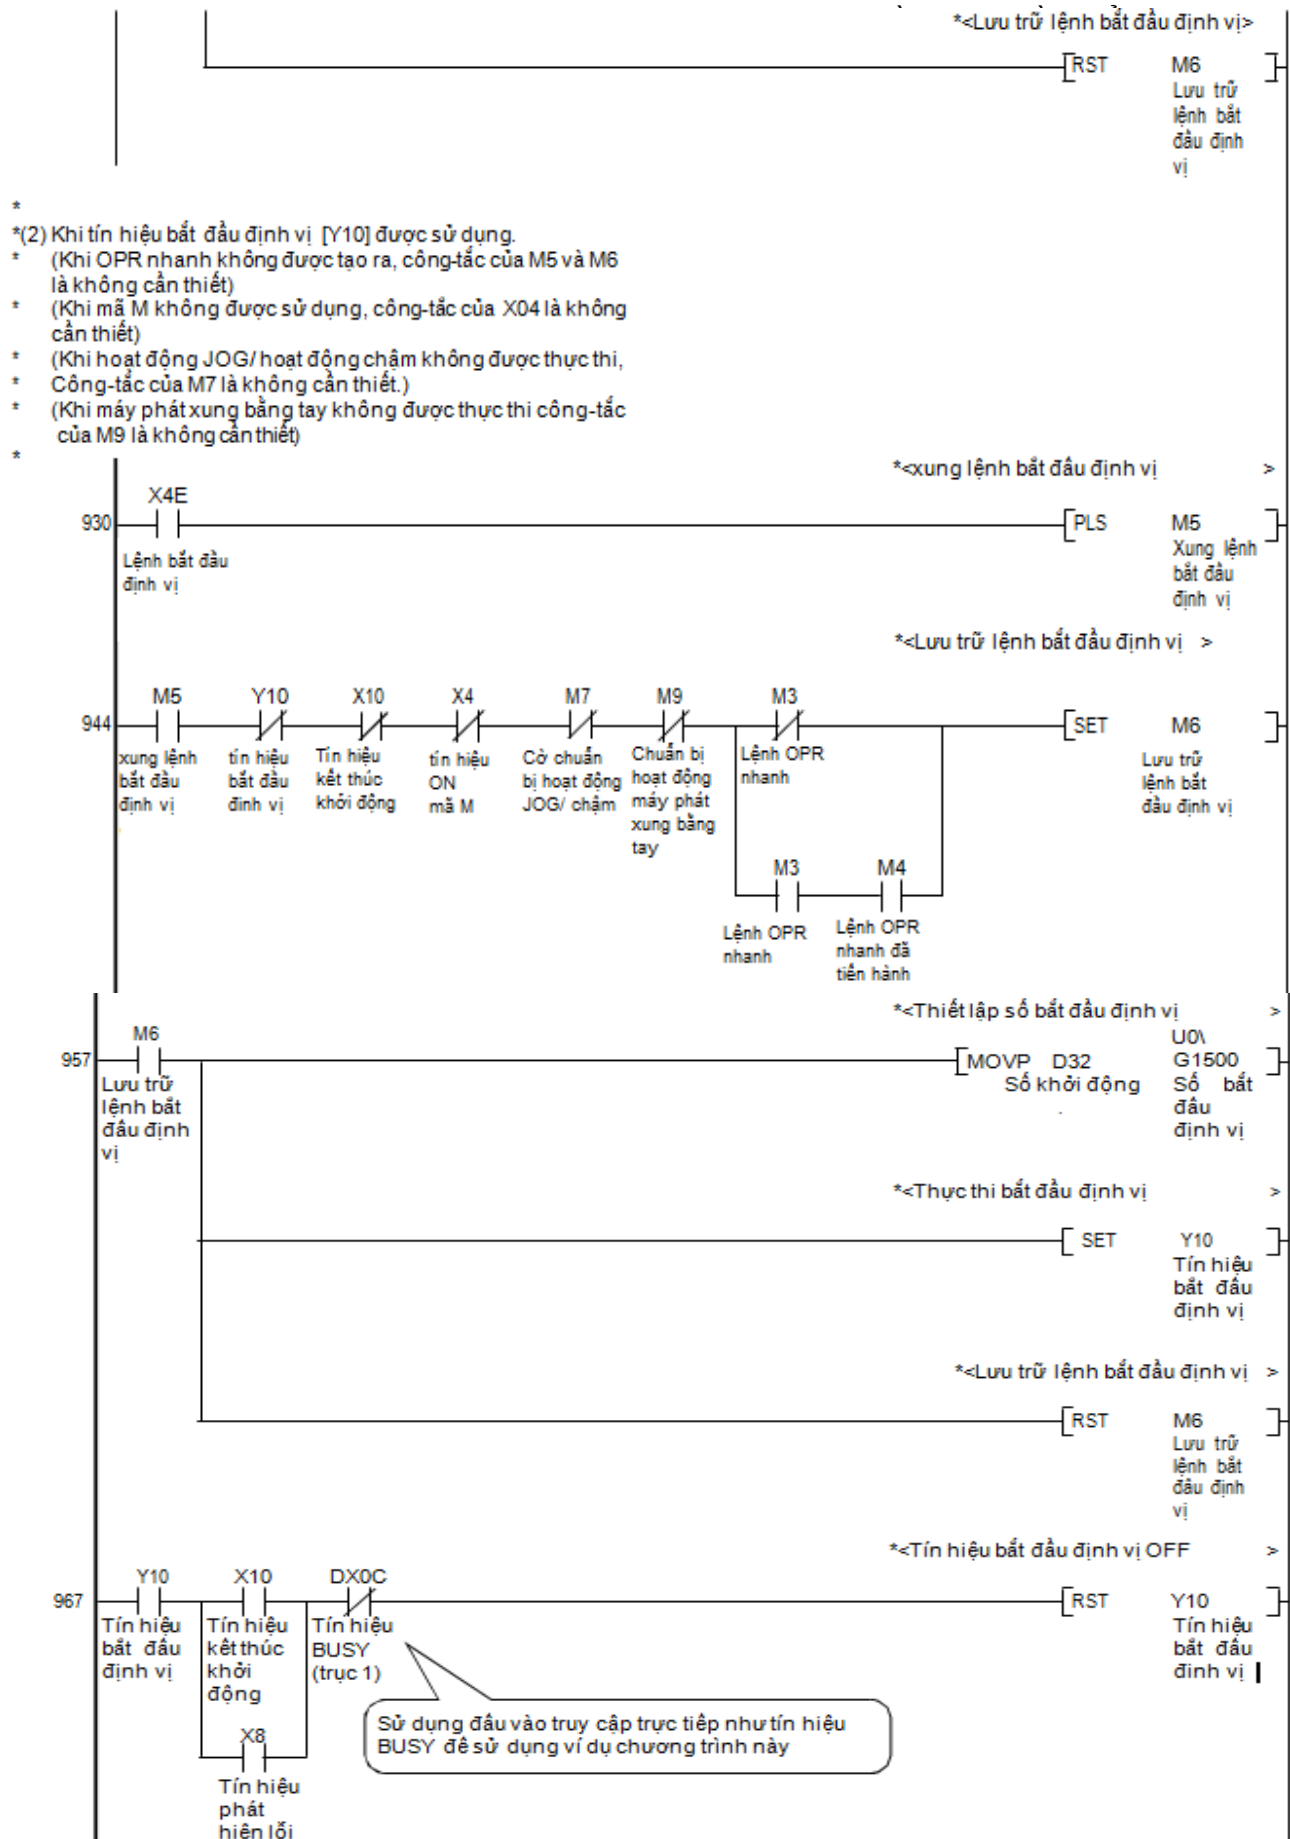 *<Lưu trữ lệnh bắt đầu định vị>
RST M6
Lưu trữ
lệnh bắt
đầu định
vị
*
*(2) Khi tín hiệu bắt đầu định vị [Y10] được sử dụng.
* (Khi OPR nhanh không được tạo ra, công-tắc của M5 và M6
là không cần thiết)
* (Khi mã M không được sử dụng, công-tắc của X04 là không
cần thiết)
* (Khi hoạt động JOG/ hoạt động chậm không được thực thi,
* Công-tắc của M7 là không cần thiết.)
* (Khi máy phát xung bằng tay không được thực thi công-tắc
của M9 là không cần thiết)
*
*<xung lệnh bắt đầu định vị >
X4E
930
PLS M5
Lệnh bắt đầu
định vị
Xung lệnh
bắt đầu
định vị
*<Lưu trữ lệnh bắt đầu định vị >
M5 Y10 X10 X4 M7 M9 M3
944
SET M6
xung lệnh
bắt đầu
định vị
tín hiệu
bắt đầu
đinh vị
Tín hiệu
kết thúc
khởi động
tín hiệu
ON
mã M
Cờ chuẩn
bị hoạt động
JOG/ chậm
Chuẩn bị
hoạt động
máy phát
xung bằng
tay
Lệnh OPR
nhanh
Lưu trữ
lệnh bắt
đầu định vị
M3 M4
Lệnh OPR
nhanh
Lệnh OPR
nhanh đã
tiến hành
*<Thiết lập số bắt đầu định vị >
M6
957
MOVP D32
U0\
G1500
Số khởi động
Số bắt
đầu
định vị
Lưu trữ
lệnh bắt
đầu định
vị
*<Thực thi bắt đầu định vị >
SET Y10
Tín hiệu
bắt đầu
định vị
*<Lưu trữ lệnh bắt đầu định vị >
RST M6
Lưu trữ
lệnh bắt
đầu định
vị
*<Tín hiệu bắt đầu định vị OFF >
Y10 X10 DX0C
967
RST Y10
Tín hiệu
bắt đầu
định vị
Tín hiệu
kết thúc
khởi
động
Tín hiệu
BUSY
(trục 1)
Tín hiệu
bắt đầu
đinh vị
Sử dụng đầu vào truy cập trực tiếp như tín hiệu
BUSY để sử dụng ví dụ chương trình này
X8
Tín hiệu
phát
hiện lỗi